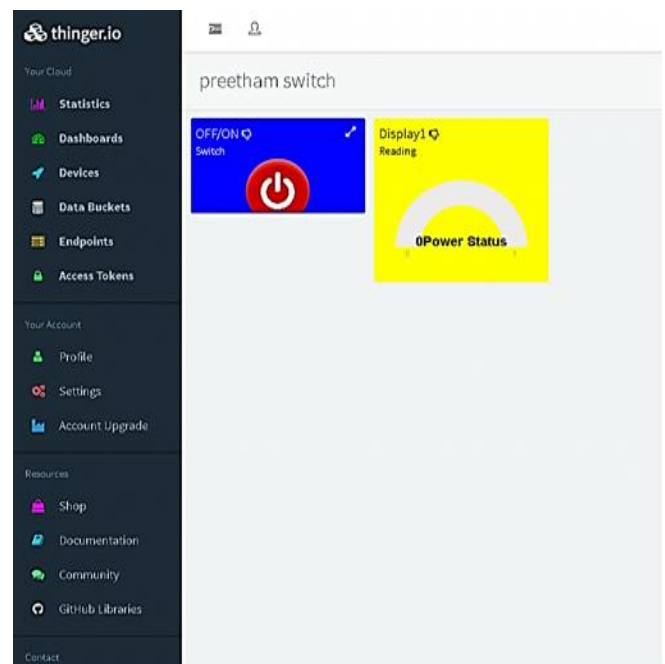 thinger.io
Your Cloud
Statistics
Dashboards
Devices
Data Buckets
Endpoints
Access Tokens
Your Account
Profile
Settings
Account Upgrade
Resources
Shop
Documentation
Community
GitHub Libraries
Contact
preetham switch
OFF/ON
Switch
Display1
Reading
0Power Status